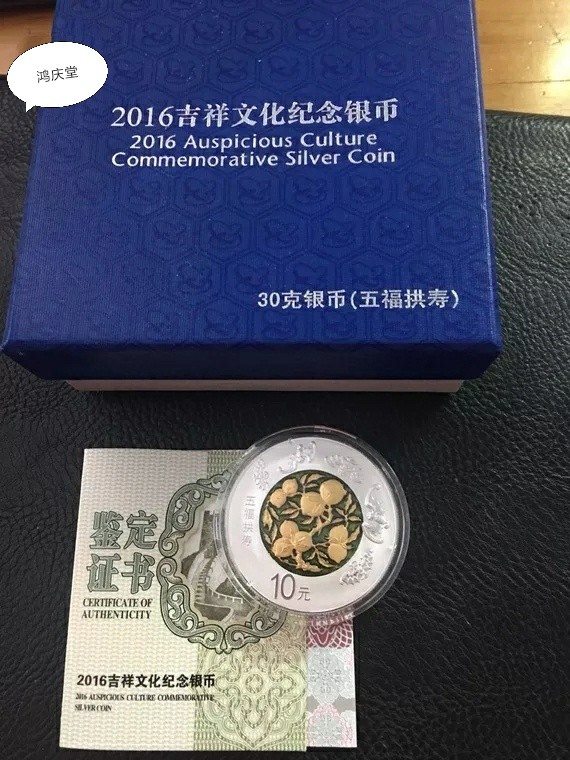 鸿庆堂
2016吉祥文化纪念银币
2016 Auspicious Culture
Commemorative Silver Coin
30克银币(五福拱寿)
五福拱寿
10元
鉴定
证书
CERTIFICATE OF
AUTHENTICITY
2016吉祥文化纪念银币
2016 AUSPICIOUS CULTURE COMMEMORATIVE
SILVER COIN